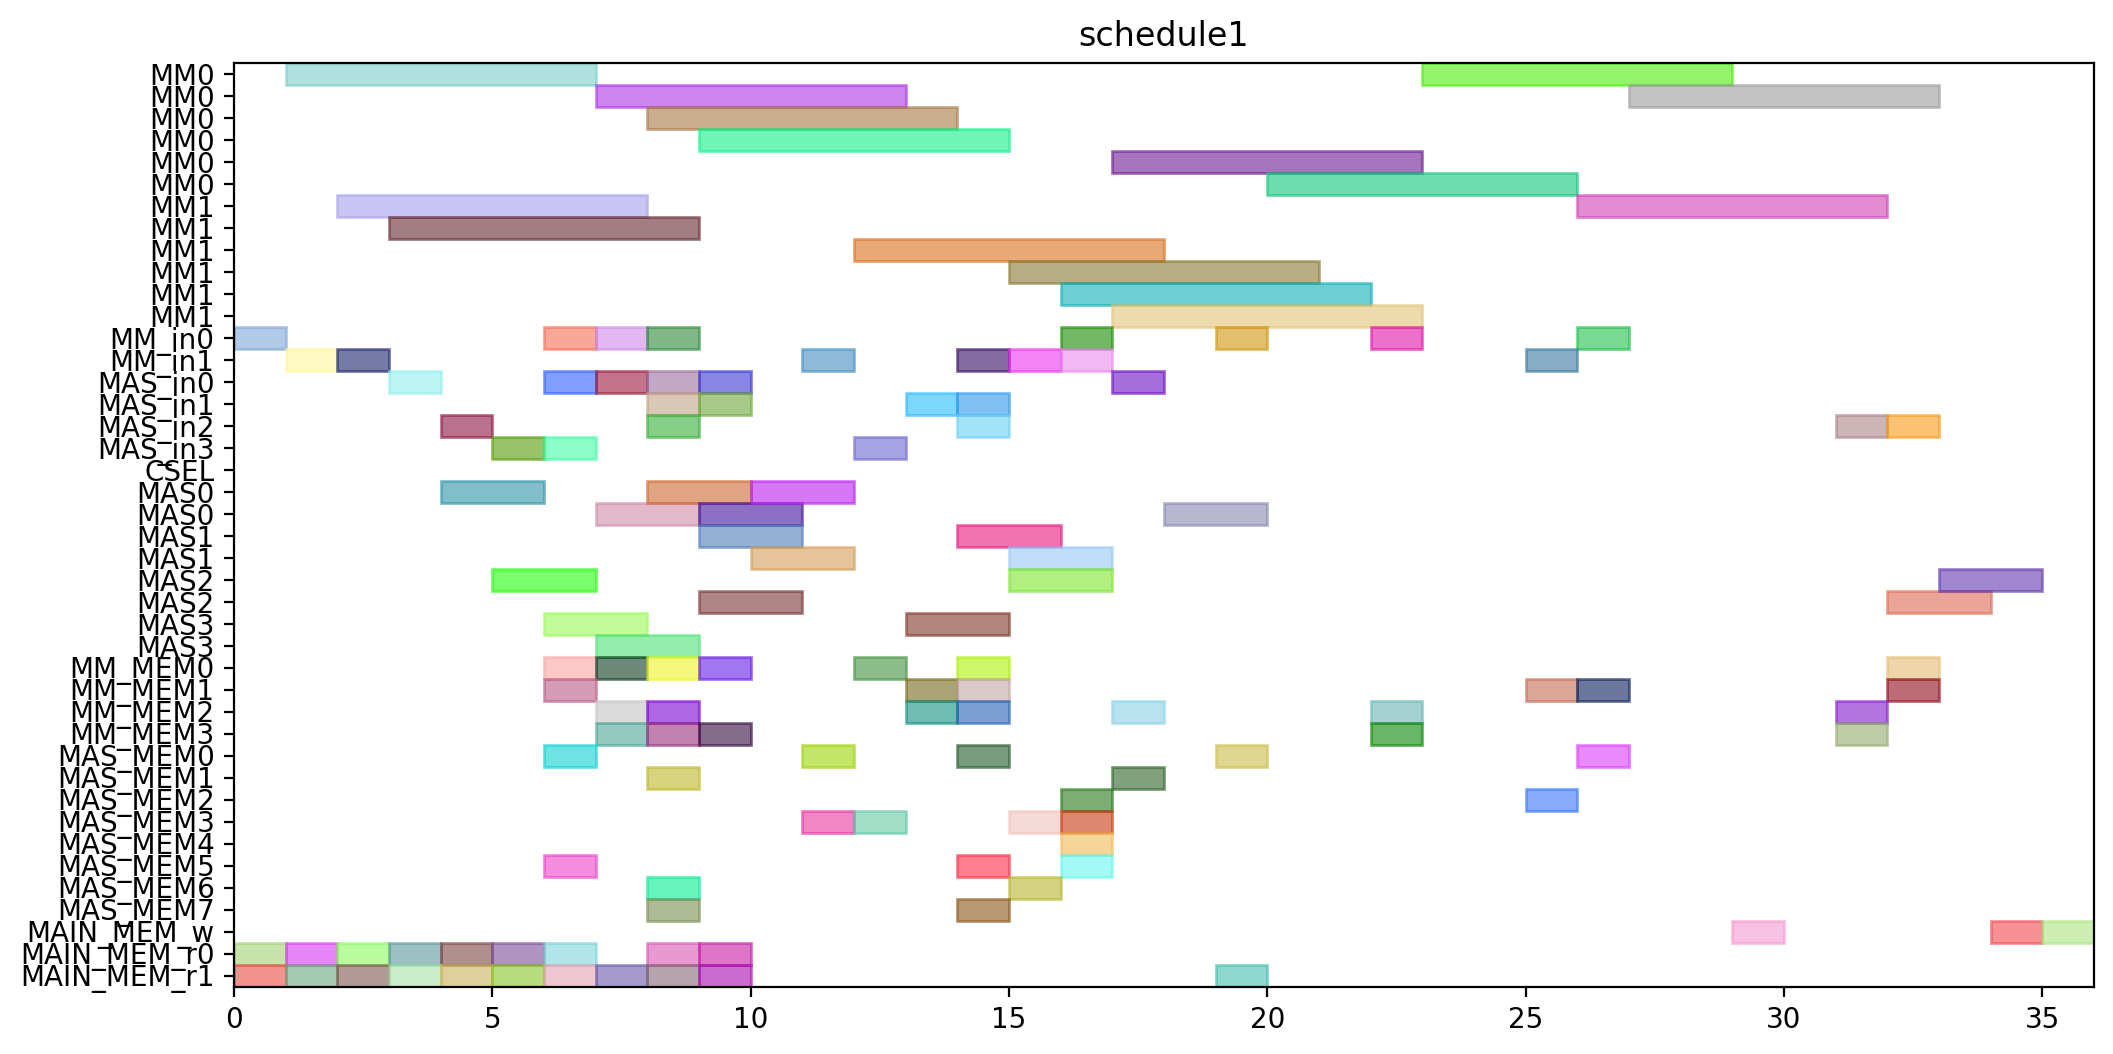 schedule1
MM0
MM0
MM0
MM0
MM0
MM0
MM1
MM1
MM1
MM1
MM1
MM1
MM_in0
MM_in1
MAS_in0
MAS_in1
MAS_in2
MAS_in3
CSEL
MAS0
MAS0
MAS1
MAS1
MAS2
MAS2
MAS3
MAS3
MM_MEM0
MM_MEM1
MM_MEM2
MM_MEM3
MAS_MEM0
MAS_MEM1
MAS_MEM2
MAS_MEM3
MAS_MEM4
MAS_MEM5
MAS_MEM6
MAS_MEM7
MAIN_MEM_w
MAIN_MEM_r0
MAIN_MEM_r1
0 5 10 15 20 25 30 35